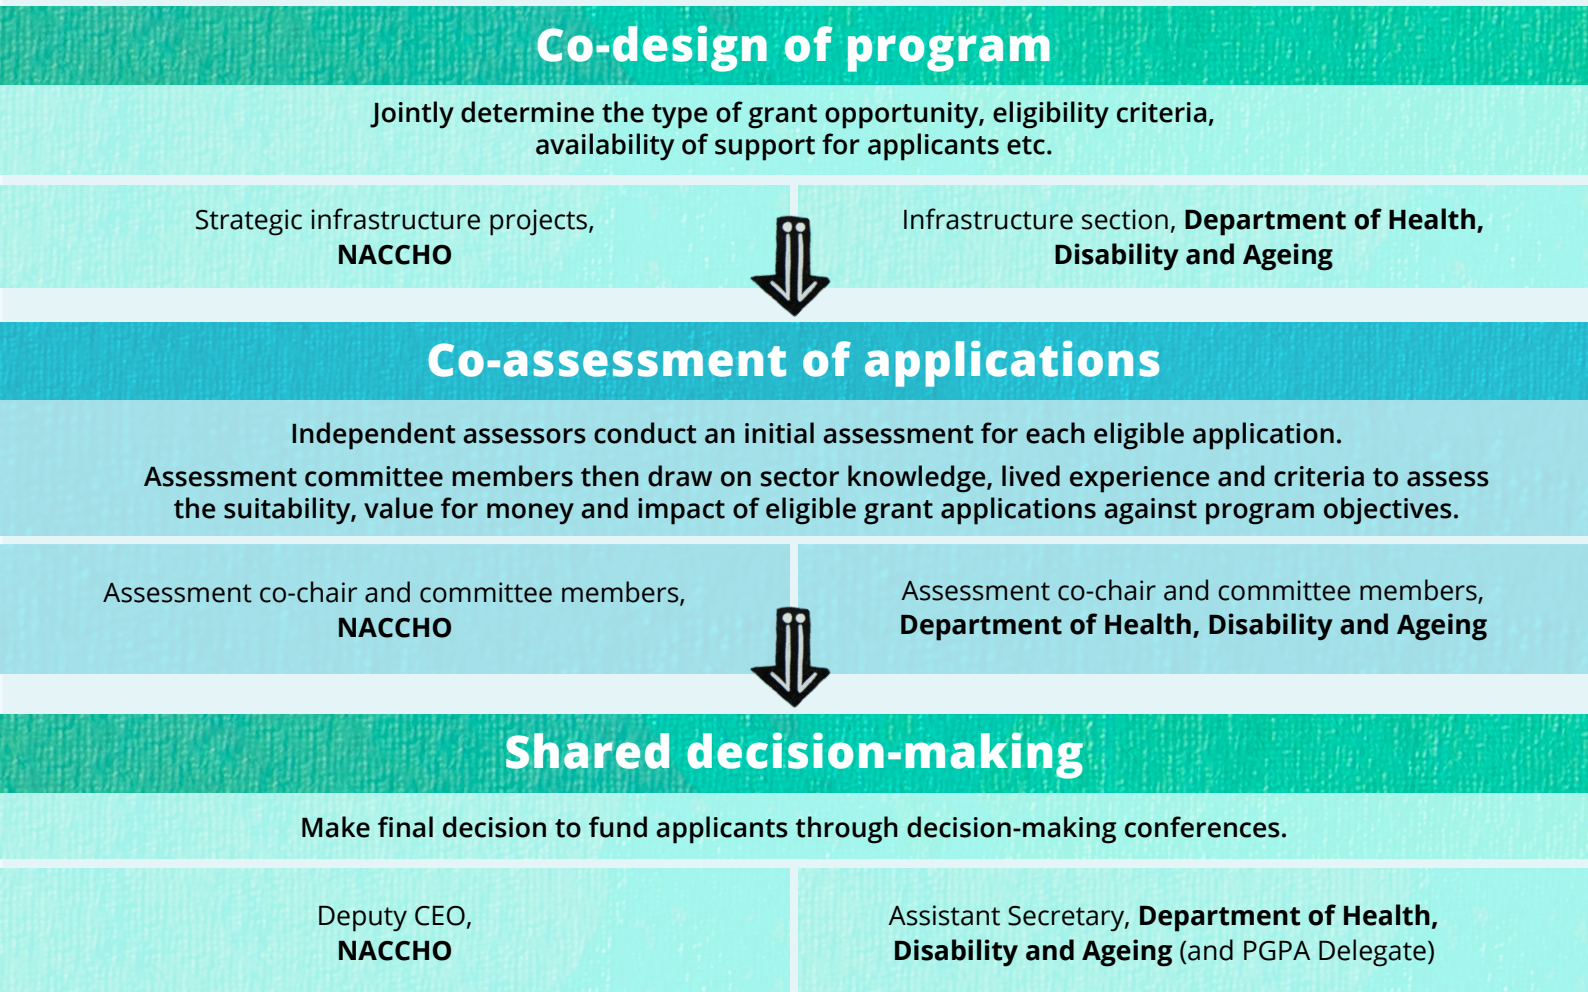 Co-design of program
Jointly determine the type of grant opportunity, eligibility criteria,
availability of support for applicants etc.
Strategic infrastructure projects,
NACCHO
Infrastructure section, Department of Health,
Disability and Ageing
Co-assessment of applications
Independent assessors conduct an initial assessment for each eligible application.
Assessment committee members then draw on sector knowledge, lived experience and criteria to assess
the suitability, value for money and impact of eligible grant applications against program objectives.
Assessment co-chair and committee members,
NACCHO
Assessment co-chair and committee members,
Department of Health, Disability and Ageing
Shared decision-making
Make final decision to fund applicants through decision-making conferences.
Deputy CEO,
NACCHO
Assistant Secretary, Department of Health,
Disability and Ageing (and PGPA Delegate)